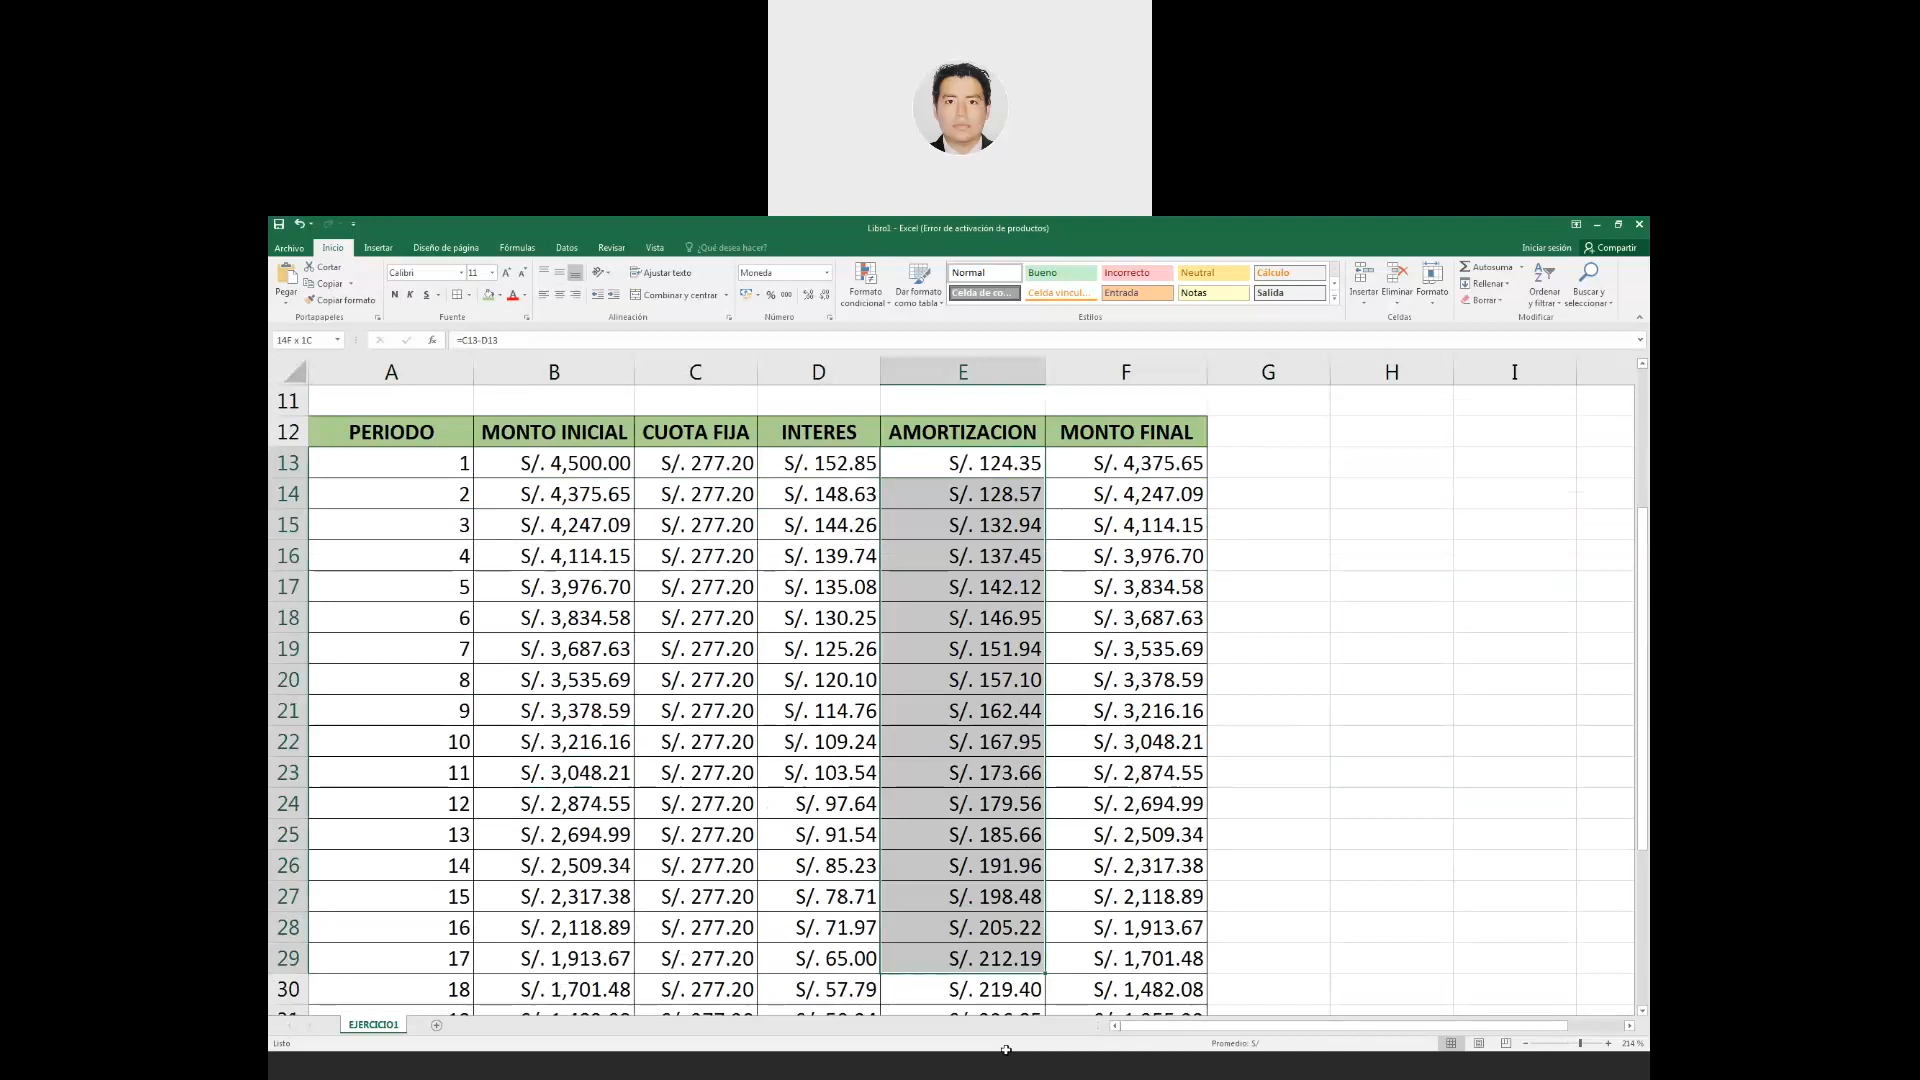 Libro1 - Excel (Error de activación de productos)
Archivo Inicio Insertar Diseño de página Fórmulas Datos Revisar Vista ¿Qué desea hacer? Iniciar sesión Compartir
Pegar Cortar Copiar Copiar formato
Portapapeles
Calibri 11
N K S
Fuente
Ajustar texto
Combinar y centrar
Alineación
Moneda
% 000
Número
Formato condicional
Dar formato como tabla
Normal Bueno Incorrecto Neutral Cálculo
Celda de co... Celda vincul... Entrada Notas Salida
Estilos
Insertar Eliminar Formato
Celdas
Autosuma
Rellenar
Borrar
Ordenar y filtrar
Buscar y seleccionar
Modificar
14F x 1C fx =C13-D13
A B C D E F G H I
11
12 PERIODO MONTO INICIAL CUOTA FIJA INTERES AMORTIZACION MONTO FINAL
13 1 S/. 4,500.00 S/. 277.20 S/. 152.85 S/. 124.35 S/. 4,375.65
14 2 S/. 4,375.65 S/. 277.20 S/. 148.63 S/. 128.57 S/. 4,247.09
15 3 S/. 4,247.09 S/. 277.20 S/. 144.26 S/. 132.94 S/. 4,114.15
16 4 S/. 4,114.15 S/. 277.20 S/. 139.74 S/. 137.45 S/. 3,976.70
17 5 S/. 3,976.70 S/. 277.20 S/. 135.08 S/. 142.12 S/. 3,834.58
18 6 S/. 3,834.58 S/. 277.20 S/. 130.25 S/. 146.95 S/. 3,687.63
19 7 S/. 3,687.63 S/. 277.20 S/. 125.26 S/. 151.94 S/. 3,535.69
20 8 S/. 3,535.69 S/. 277.20 S/. 120.10 S/. 157.10 S/. 3,378.59
21 9 S/. 3,378.59 S/. 277.20 S/. 114.76 S/. 162.44 S/. 3,216.16
22 10 S/. 3,216.16 S/. 277.20 S/. 109.24 S/. 167.95 S/. 3,048.21
23 11 S/. 3,048.21 S/. 277.20 S/. 103.54 S/. 173.66 S/. 2,874.55
24 12 S/. 2,874.55 S/. 277.20 S/. 97.64 S/. 179.56 S/. 2,694.99
25 13 S/. 2,694.99 S/. 277.20 S/. 91.54 S/. 185.66 S/. 2,509.34
26 14 S/. 2,509.34 S/. 277.20 S/. 85.23 S/. 191.96 S/. 2,317.38
27 15 S/. 2,317.38 S/. 277.20 S/. 78.71 S/. 198.48 S/. 2,118.89
28 16 S/. 2,118.89 S/. 277.20 S/. 71.97 S/. 205.22 S/. 1,913.67
29 17 S/. 1,913.67 S/. 277.20 S/. 65.00 S/. 212.19 S/. 1,701.48
30 18 S/. 1,701.48 S/. 277.20 S/. 57.79 S/. 219.40 S/. 1,482.08
EJERCICIO1
Listo Promedio: S/ 214 %